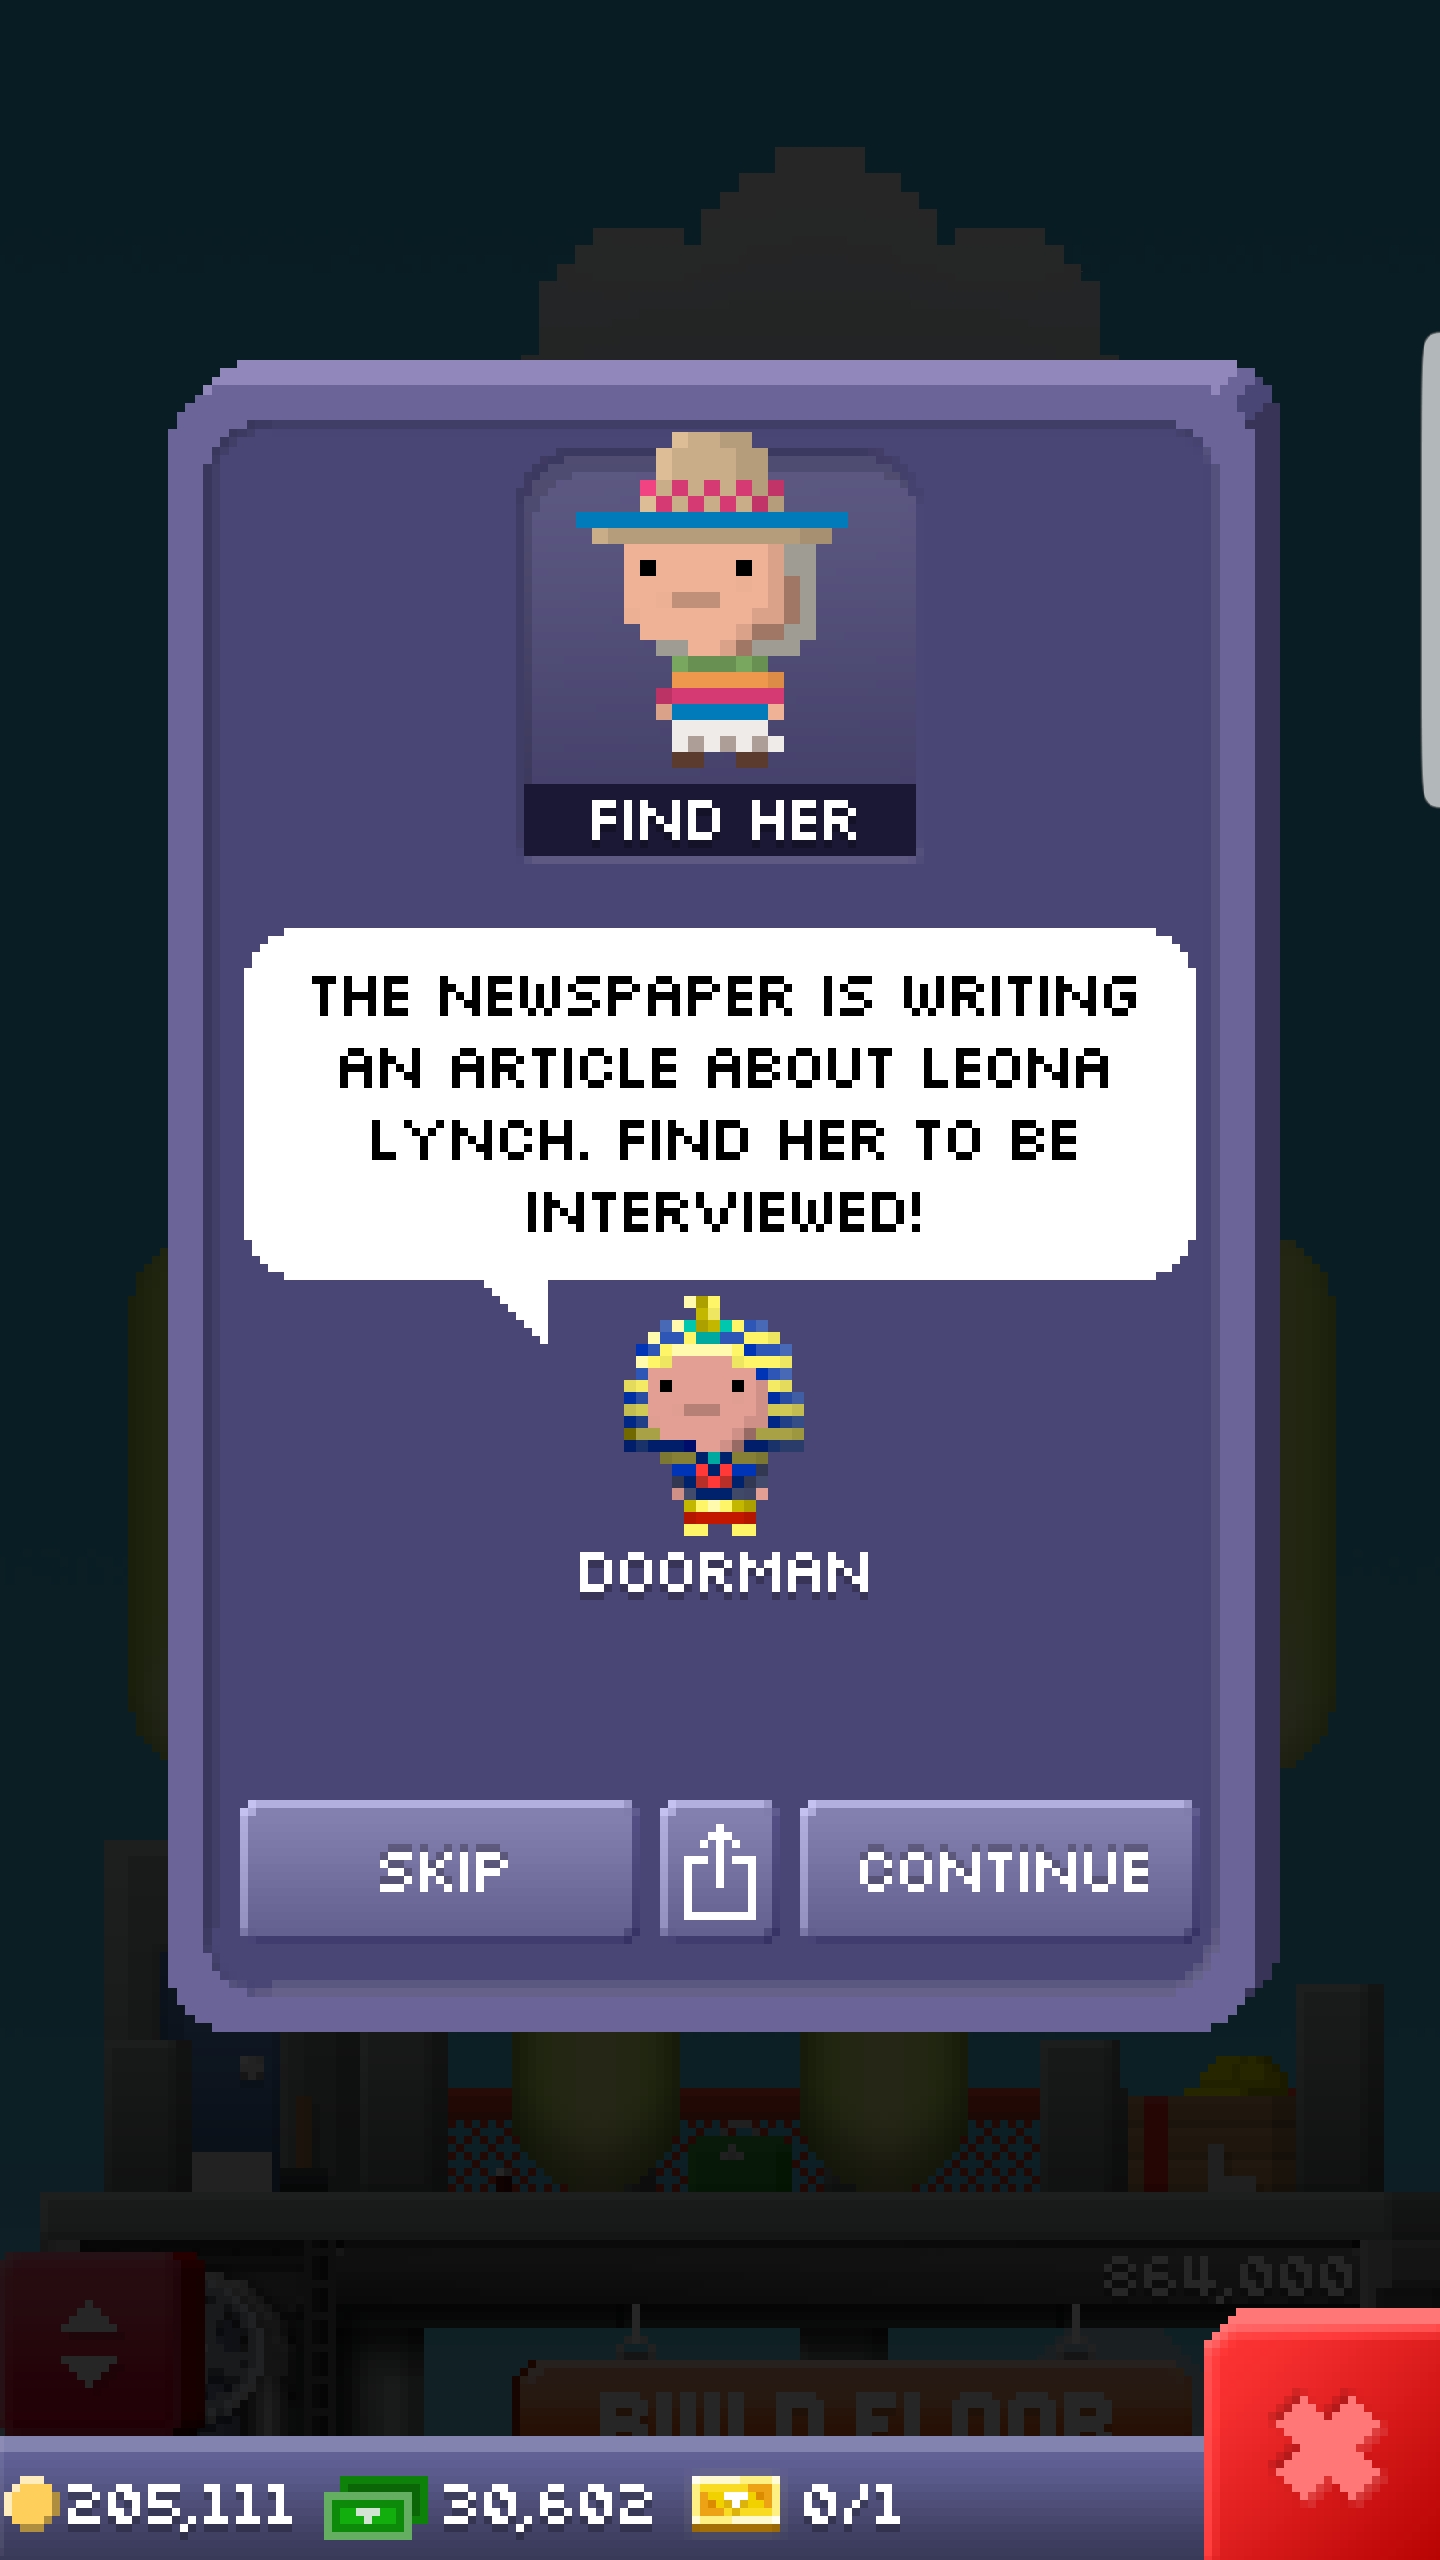 FIND HER
THE NEWSPAPER IS WRITING
AN ARTICLE ABOUT LEONA
LYNCH. FIND HER TO BE
INTERVIEWED!
DOORMAN
SKIP
CONTINUE
864,000
BUILD FLOOR
205,111
30,602
0/1